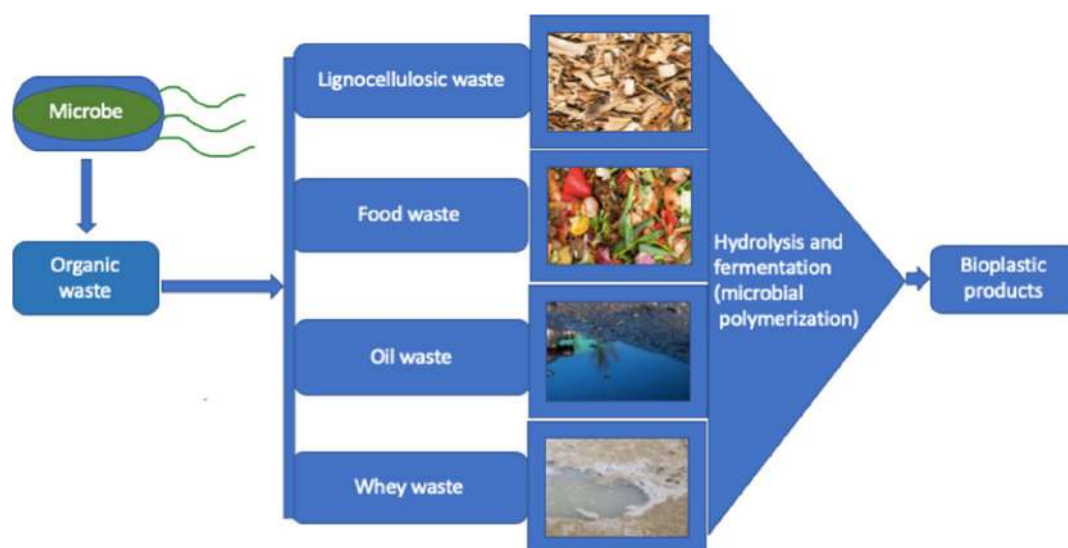 Microbe
Organic
waste
Lignocellulosic waste
Food waste
Oil waste
Whey waste
Hydrolysis and
fermentation
(microbial
polymerization)
Bioplastic
products